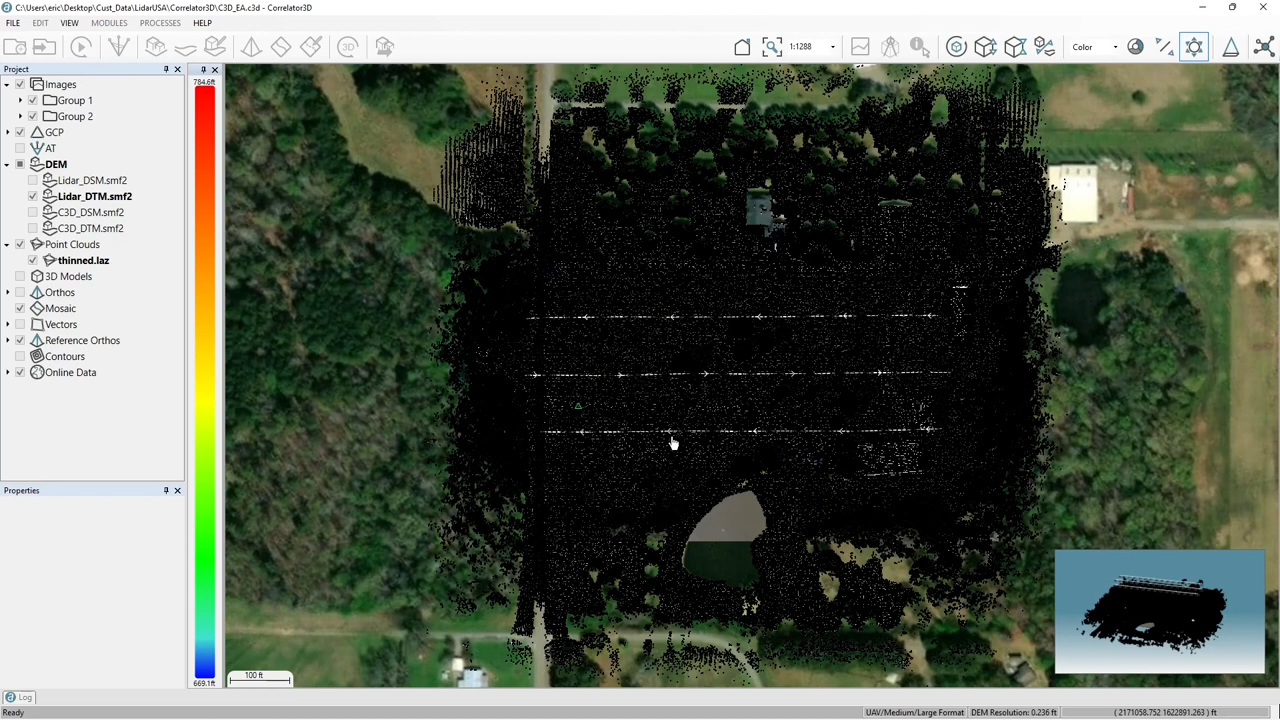 C:\Users\eric\Desktop\Cust_Data\LidarUSA\Correlator3D\C3D_EA.c3d - Correlator3D
FILE EDIT VIEW MODULES PROCESSES HELP
1:1288 Color
Project
784.6ft
Images
Group 1
Group 2
GCP
AT
DEM
Lidar_DSM.smf2
Lidar_DTM.smf2
C3D_DSM.smf2
C3D_DTM.smf2
Point Clouds
thinned.laz
3D Models
Orthos
Mosaic
Vectors
Reference Orthos
Contours
Online Data
Properties
669.1ft
100 ft
Log
Ready
UAV/Medium/Large Format DEM Resolution: 0.236 ft ( 2171058.752 1622891.263 ) ft